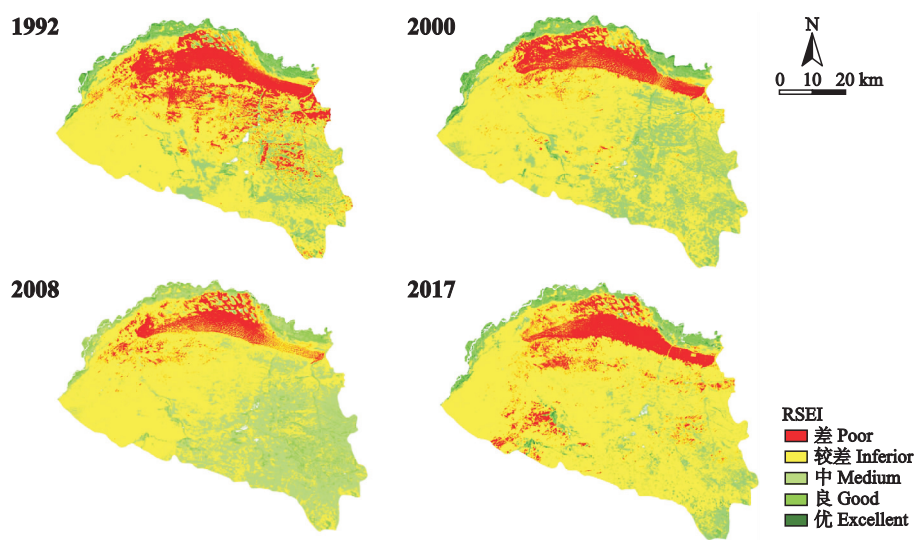 1992
2000
N
0 10 20 km
2008
2017
RSEI
差 Poor
较差 Inferior
中 Medium
良 Good
优 Excellent